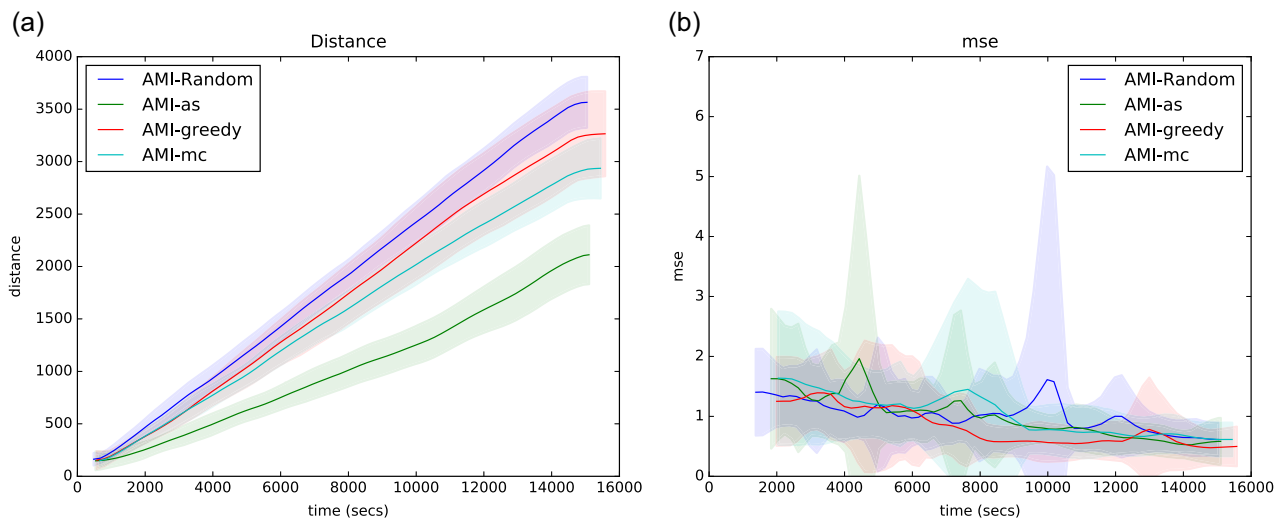 (a)
Distance
4000
3500
3000
2500
2000
1500
1000
500
0
distance
AMI-Random
AMI-as
AMI-greedy
AMI-mc
0 2000 4000 6000 8000 10000 12000 14000 16000
time (secs)
(b)
mse
7
6
5
4
3
2
1
0
mse
AMI-Random
AMI-as
AMI-greedy
AMI-mc
0 2000 4000 6000 8000 10000 12000 14000 16000
time (secs)